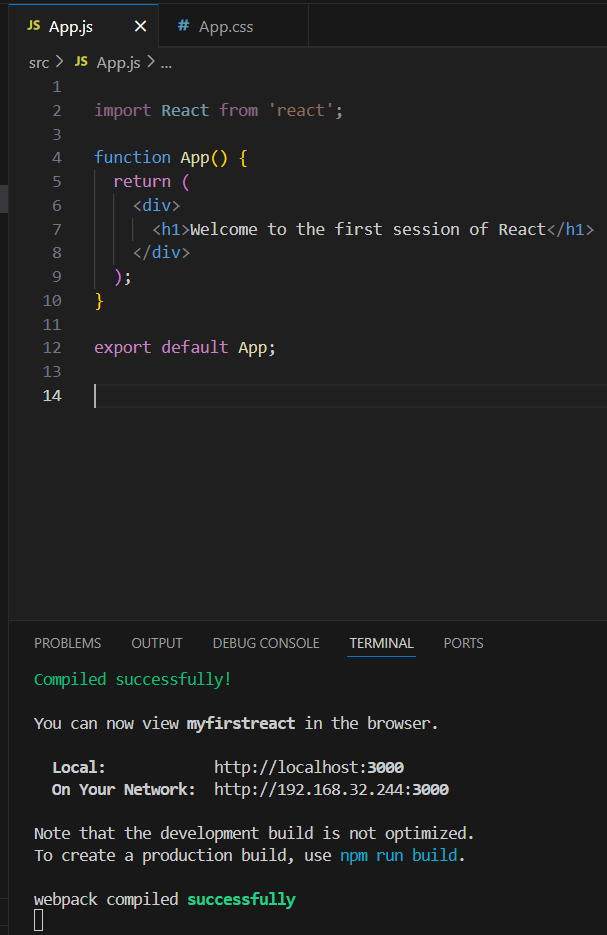 JS App.js × # App.css
src > JS App.js > ...
1
2 import React from 'react';
3
4 function App() {
5 return (
6 <div>
7 <h1>Welcome to the first session of React</h1>
8 </div>
9 );
10 }
11
12 export default App;
13
14
PROBLEMS OUTPUT DEBUG CONSOLE TERMINAL PORTS
Compiled successfully!
You can now view myfirstreact in the browser.
Local: http://localhost:3000
On Your Network: http://192.168.32.244:3000
Note that the development build is not optimized.
To create a production build, use npm run build.
webpack compiled successfully